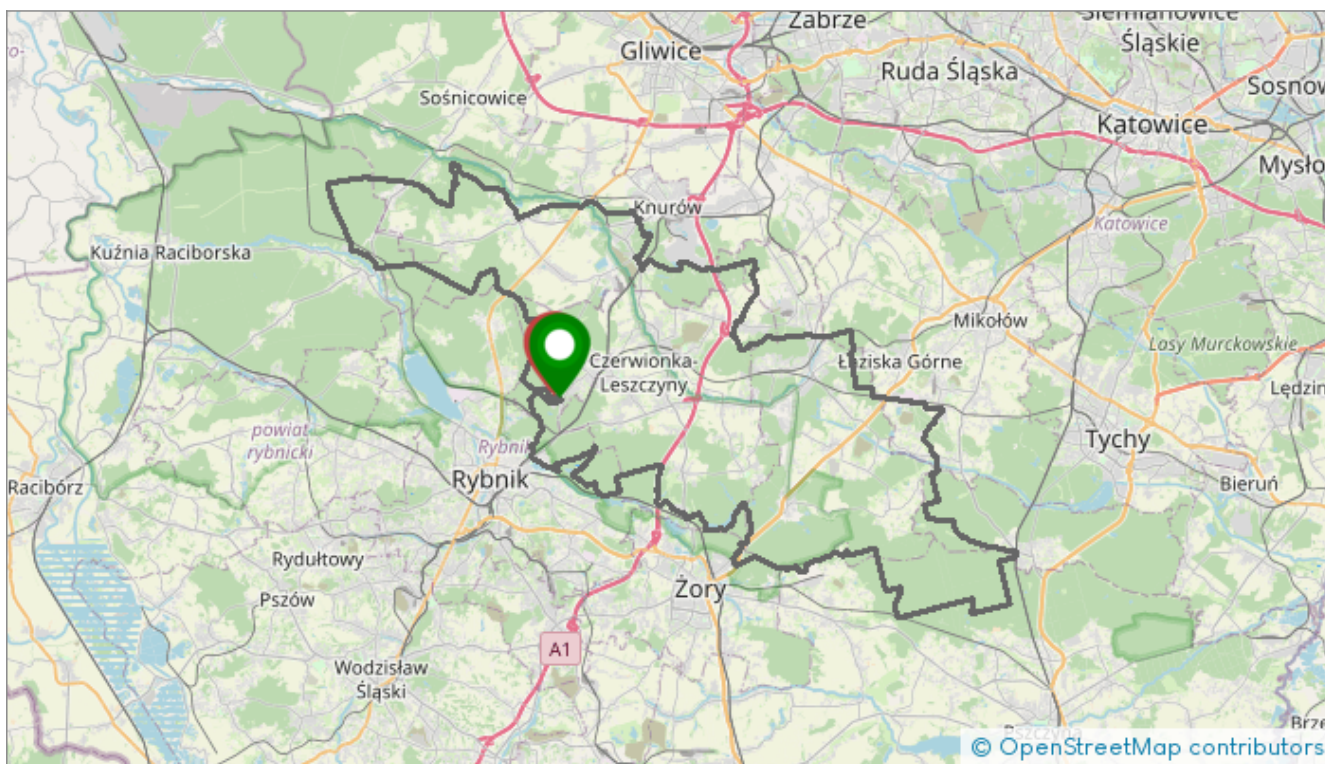 Zabrze
Siemianowice
Śląskie
Gliwice
Ruda Śląska
Sosnow
Sośnicowice
Katowice
Mysło
Knurów
Katowice
Kuźnia Raciborska
Mikołów
Lasy Murckowskie
Czerwionka-
Leszczyny
Łaziska Górne
Lędzin
powiat
rybnicki
Rybnik
Tychy
Rybnik
Bieruń
Racibórz
Rydułtowy
Pszów
Żory
A1
Wodzisław
Śląski
Pszczyna
Brze
© OpenStreetMap contributors